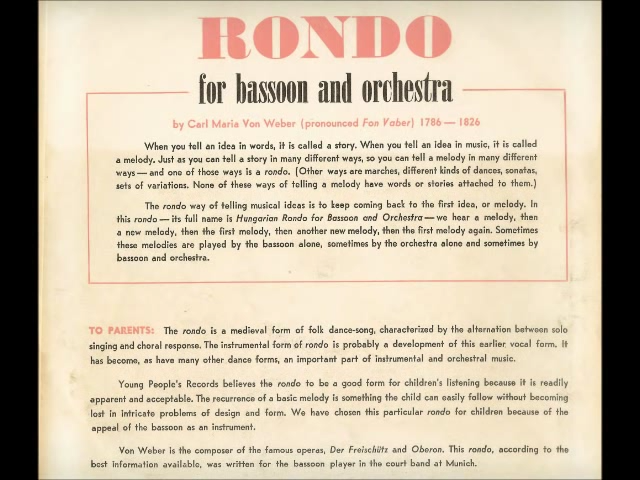 RONDO
for bassoon and orchestra
by Carl Maria Von Weber (pronounced Fon Vaber) 1786 — 1826
When you tell an idea in words, it is called a story. When you tell an idea in music, it is called
a melody. Just as you can tell a story in many different ways, so you can tell a melody in many different
ways — and one of those ways is a rondo. (Other ways are marches, different kinds of dances, sonatas,
sets of variations. None of these ways of telling a melody have words or stories attached to them.)
The rondo way of telling musical ideas is to keep coming back to the first idea, or melody. In
this rondo — its full name is Hungarian Rondo for Bassoon and Orchestra — we hear a melody, then
a new melody, then the first melody, then another new melody, then the first melody again. Sometimes
these melodies are played by the bassoon alone, sometimes by the orchestra alone and sometimes by
bassoon and orchestra.
TO PARENTS: The rondo is a medieval form of folk dance-song, characterized by the alternation between solo
singing and choral response. The instrumental form of rondo is probably a development of this earlier vocal form. It
has become, as have many other dance forms, an important part of instrumental and orchestral music.
Young People's Records believes the rondo to be a good form for children's listening because it is readily
apparent and acceptable. The recurrence of a basic melody is something the child can easily follow without becoming
lost in intricate problems of design and form. We have chosen this particular rondo for children because of the
appeal of the bassoon as an instrument.
Von Weber is the composer of the famous operas, Der Freischütz and Oberon. This rondo, according to the
best information available, was written for the bassoon player in the court band at Munich.